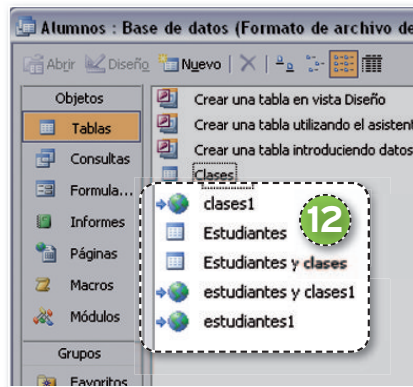 Alumnos : Base de datos (Formato de archivo de
Abrir Diseño Nuevo
Objetos
Tablas
Consultas
Formula...
Informes
Páginas
Macros
Módulos
Grupos
Favoritos
Crear una tabla en vista Diseño
Crear una tabla utilizando el asistent
Crear una tabla introduciendo datos
Clases
clases1
Estudiantes
Estudiantes y clases
estudiantes y clases1
estudiantes1
12